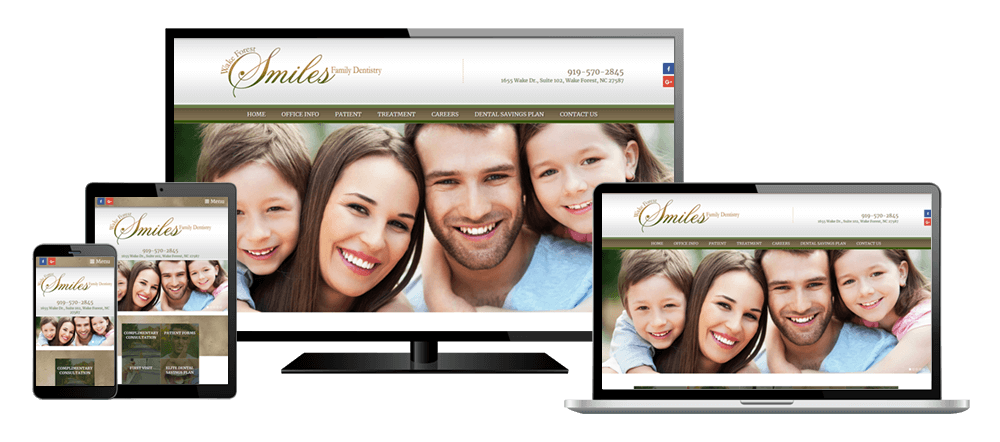 Wake Forest
Smiles Family Dentistry
919-570-2845
1655 Wake Dr., Suite 102, Wake Forest, NC 27587
HOME OFFICE INFO PATIENT TREATMENT CAREERS DENTAL SAVINGS PLAN CONTACT US
Menu
Wake Forest
Smiles Family Dentistry
919-570-2845
1655 Wake Dr., Suite 102, Wake Forest, NC 27587
COMPLIMENTARY
CONSULTATION
PATIENT FORMS
FIRST VISIT
ELITE DENTAL
SAVINGS PLAN
Menu
Smiles Family Dentistry
919-570-2845
1655 Wake Dr., Suite 102, Wake Forest, NC
27587
COMPLIMENTARY
CONSULTATION
Wake Forest
Smiles Family Dentistry
919-570-2845
1655 Wake Dr., Suite 102, Wake Forest, NC 27587
HOME OFFICE INFO PATIENT TREATMENT CAREERS DENTAL SAVINGS PLAN CONTACT US